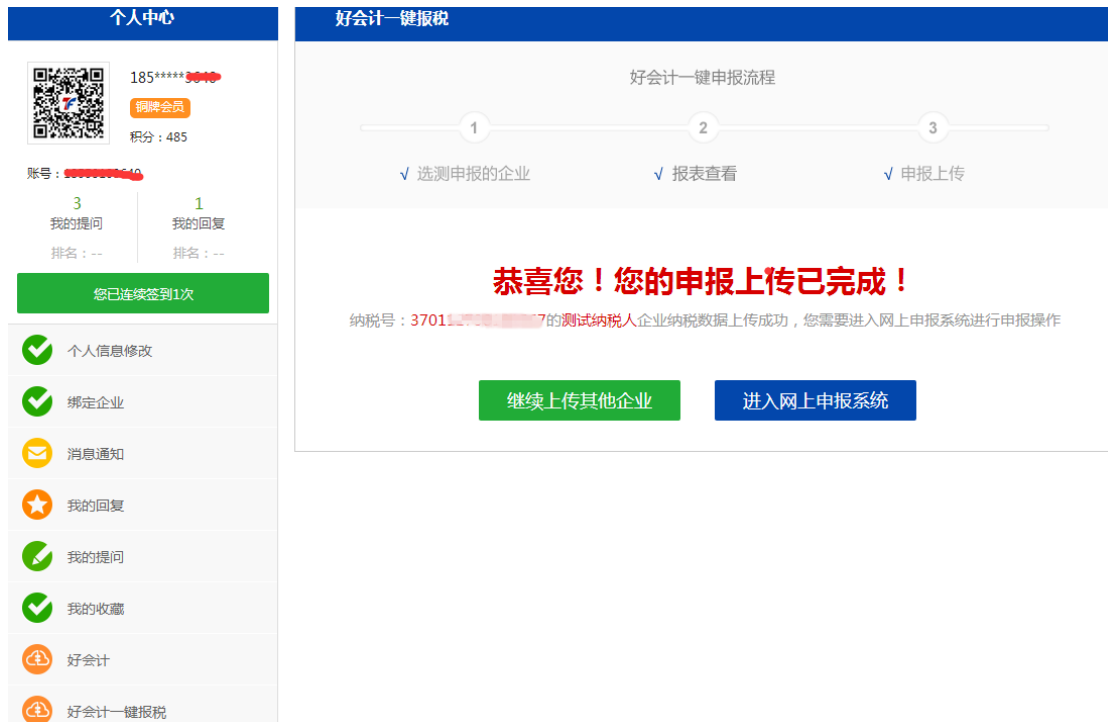 个人中心
185*****
铜牌会员
积分：485
账号：
3
我的提问
排名：--
1
我的回复
排名：--
您已连续签到1次
个人信息修改
绑定企业
消息通知
我的回复
我的提问
我的收藏
好会计
好会计一键报税
好会计一键报税
好会计一键申报流程
1
2
3
√ 选测申报的企业
√ 报表查看
√ 申报上传
恭喜您！您的申报上传已完成！
纳税号：3701 7的测试纳税人企业纳税数据上传成功，您需要进入网上申报系统进行申报操作
继续上传其他企业
进入网上申报系统